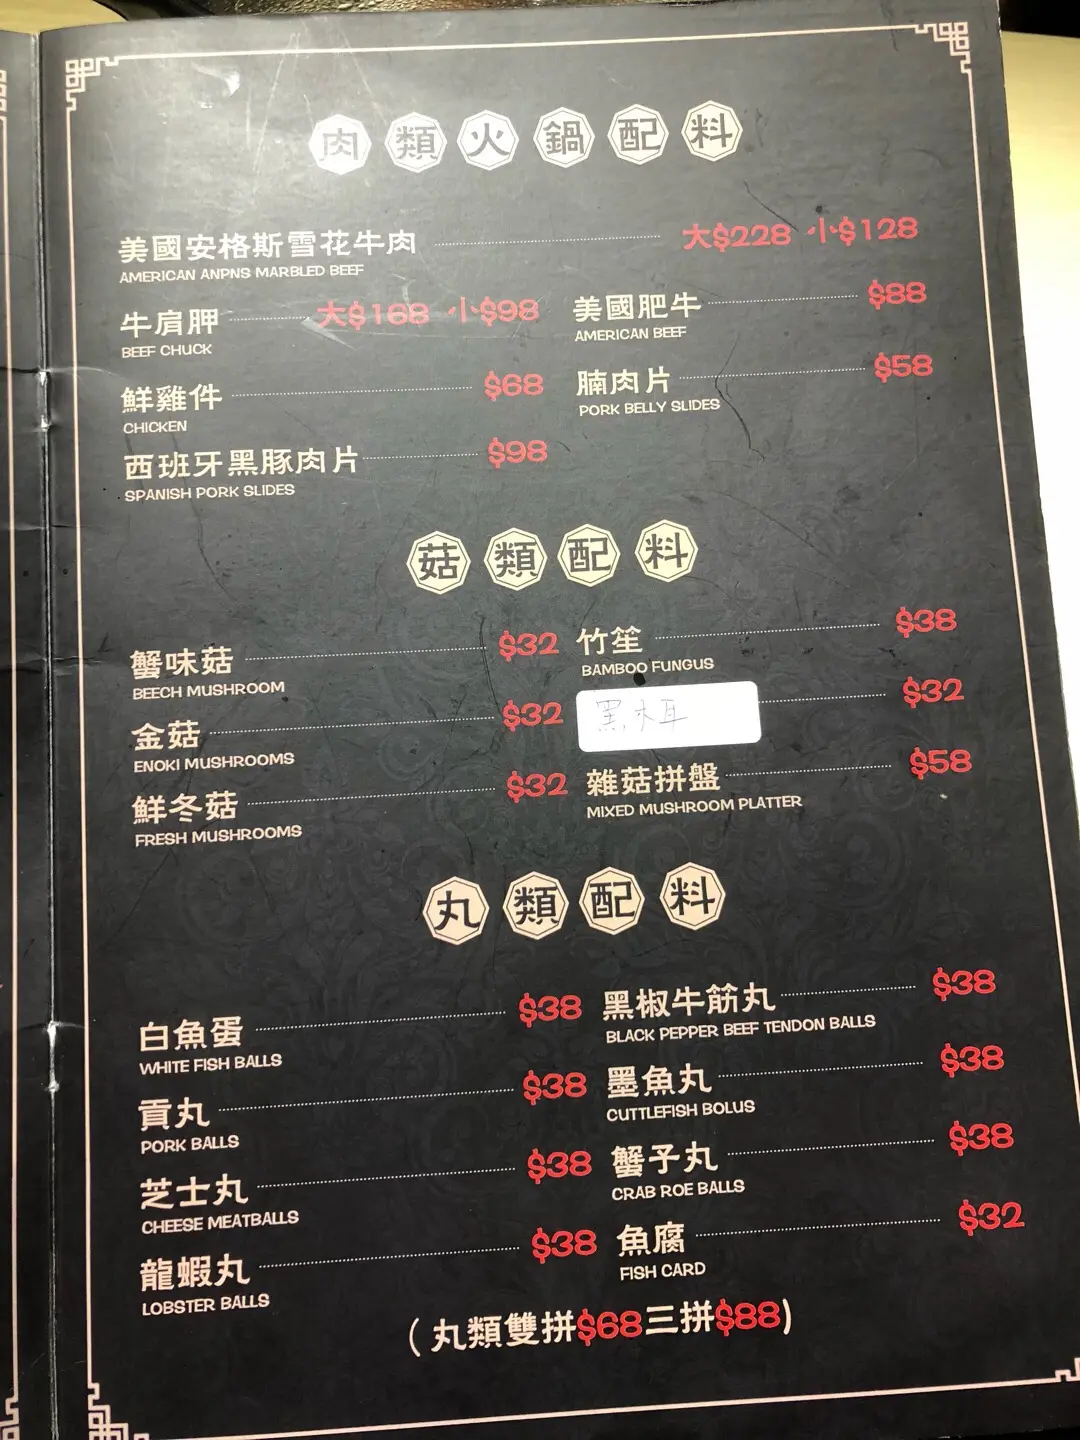 肉類火鍋配料
美國安格斯雪花牛肉 大$228 小$128
AMERICAN ANPNS MARBLED BEEF
牛肩胛 大$168 小$98 美國肥牛 $88
BEEF CHUCK AMERICAN BEEF
鮮雞件 $68 腩肉片 $58
CHICKEN PORK BELLY SLIDES
西班牙黑豚肉片 $98
SPANISH PORK SLIDES
菇類配料
蟹味菇 $32 竹笙 $38
BEECH MUSHROOM BAMBOO FUNGUS
金菇 $32 黑木耳 $32
ENOKI MUSHROOMS
鮮冬菇 $32 雜菇拼盤 $58
FRESH MUSHROOMS MIXED MUSHROOM PLATTER
丸類配料
白魚蛋 $38 黑椒牛筋丸 $38
WHITE FISH BALLS BLACK PEPPER BEEF TENDON BALLS
貢丸 $38 墨魚丸 $38
PORK BALLS CUTTLEFISH BOLUS
芝士丸 $38 蟹子丸 $38
CHEESE MEATBALLS CRAB ROE BALLS
龍蝦丸 $38 魚腐 $32
LOBSTER BALLS FISH CARD
(丸類雙拼$68三拼$88)